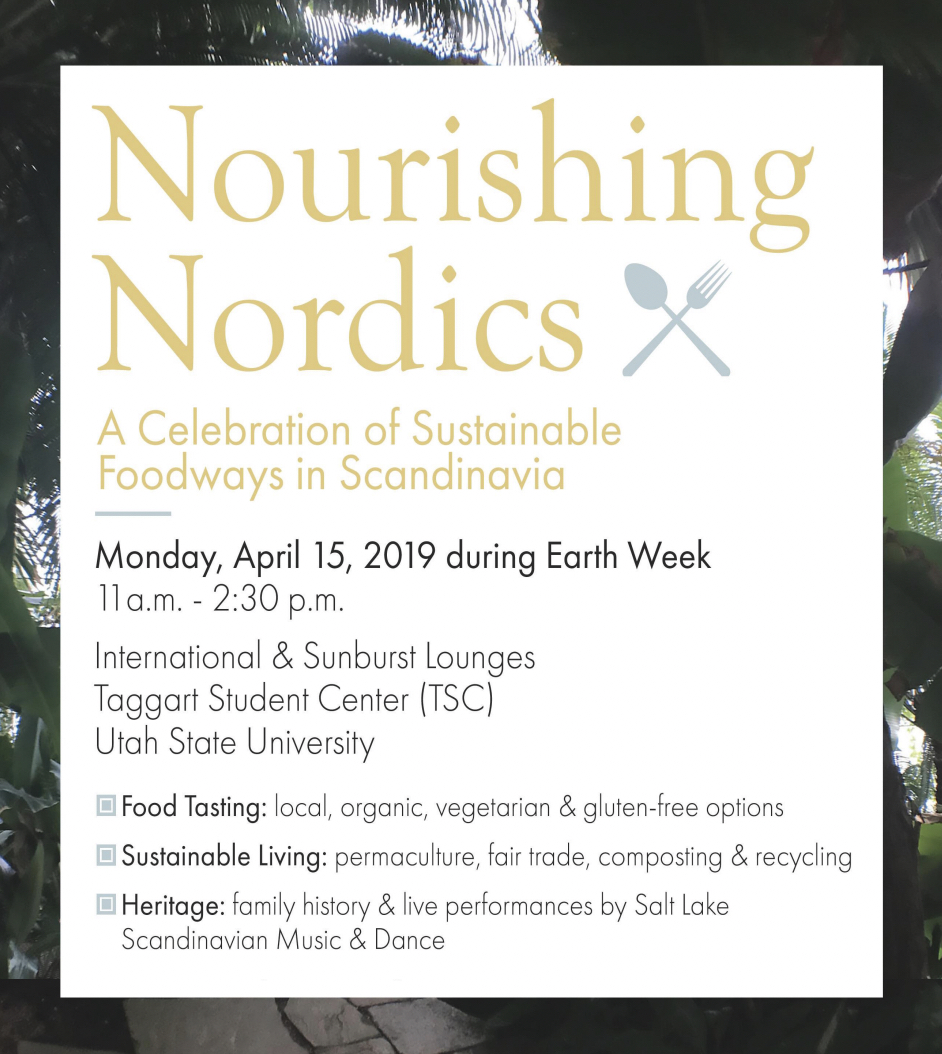 Nourishing
Nordics
A Celebration of Sustainable
Foodways in Scandinavia
Monday, April 15, 2019 during Earth Week
11a.m. - 2:30 p.m.
International & Sunburst Lounges
Taggart Student Center (TSC)
Utah State University
Food Tasting: local, organic, vegetarian & gluten-free options
Sustainable Living: permaculture, fair trade, composting & recycling
Heritage: family history & live performances by Salt Lake
Scandinavian Music & Dance